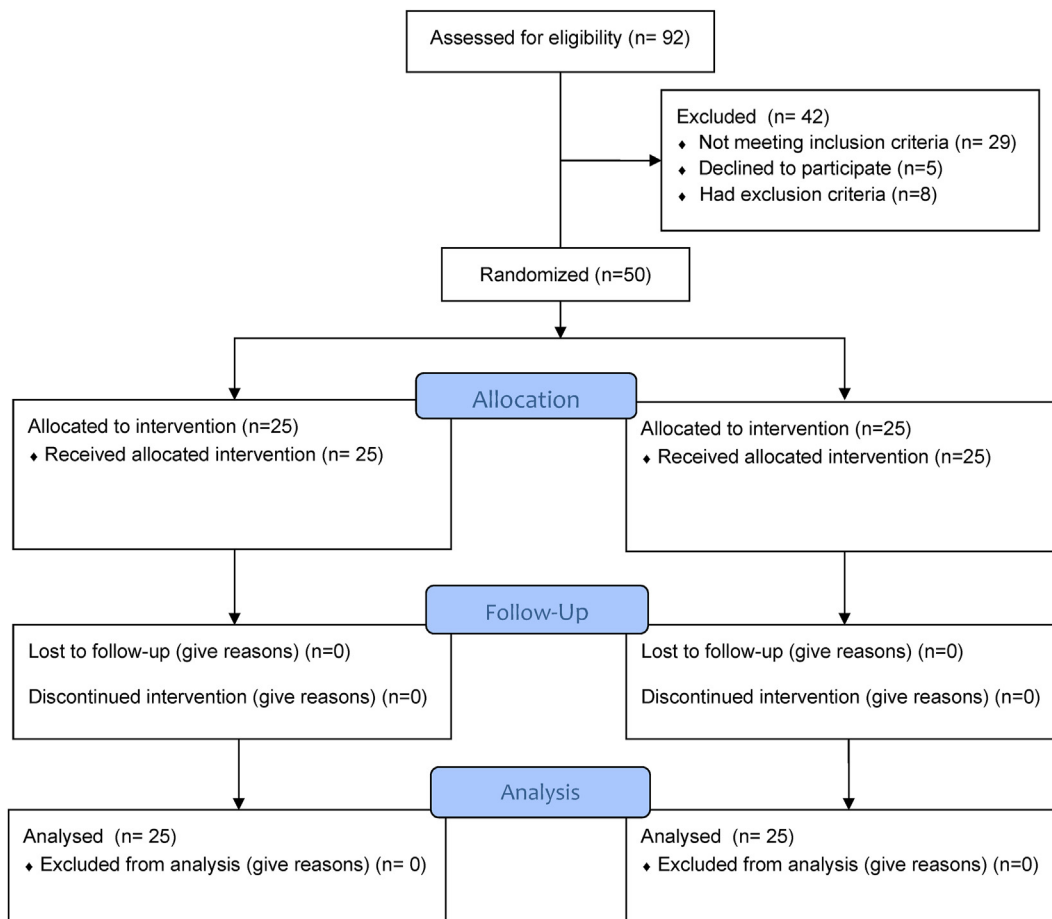 Assessed for eligibility (n= 92)
Excluded (n= 42)
♦ Not meeting inclusion criteria (n= 29)
♦ Declined to participate (n=5)
♦ Had exclusion criteria (n=8)
Randomized (n=50)
Allocation
Allocated to intervention (n=25)
♦ Received allocated intervention (n= 25)
Allocated to intervention (n=25)
♦ Received allocated intervention (n=25)
Follow-Up
Lost to follow-up (give reasons) (n=0)
Discontinued intervention (give reasons) (n=0)
Lost to follow-up (give reasons) (n=0)
Discontinued intervention (give reasons) (n=0)
Analysis
Analysed (n= 25)
♦ Excluded from analysis (give reasons) (n= 0)
Analysed (n= 25)
♦ Excluded from analysis (give reasons) (n=0)